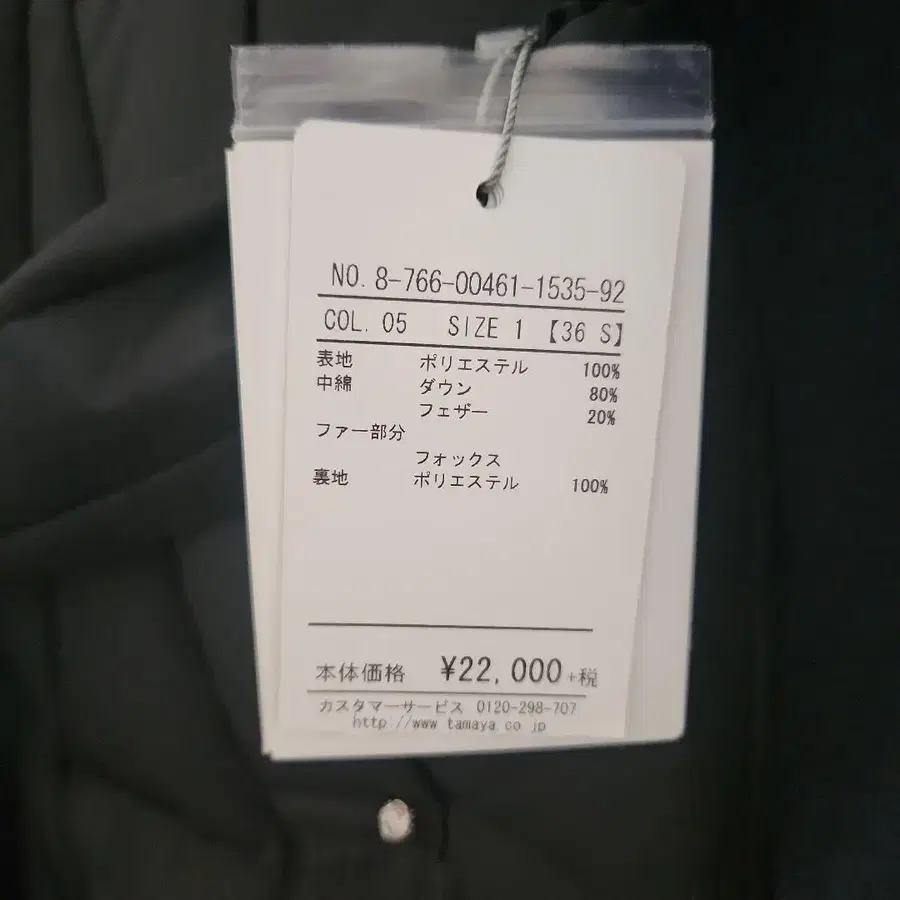 NO. 8-766-00461-1535-92
COL. 05 SIZE 1 【36 S】
表地 ポリエステル 100%
中綿 ダウン 80%
フェザー 20%
ファー部分
フォックス
裏地 ポリエステル 100%
本体価格 ¥22,000+税
カスタマーサービス 0120-298-707
http //www tamaya co jp